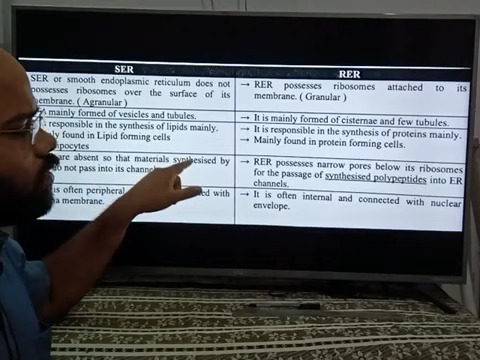 SER
SER or smooth endoplasmic reticulum does not
possesses ribosomes over the surface of its
membrane. ( Agranular )
mainly formed of vesicles and tubules.
responsible in the synthesis of lipids mainly.
found in Lipid forming cells
are absent so that materials synthesised by
not pass into its
is often peripheral with
membrane.
RER
→ RER possesses ribosomes attached to its
membrane. ( Granular )
→ It is mainly formed of cisternae and few tubules.
→ It is responsible in the synthesis of proteins mainly.
→ Mainly found in protein forming cells.
→ RER possesses narrow pores below its ribosomes
for the passage of synthesised polypeptides into ER
channels.
→ It is often internal and connected with nuclear
envelope.